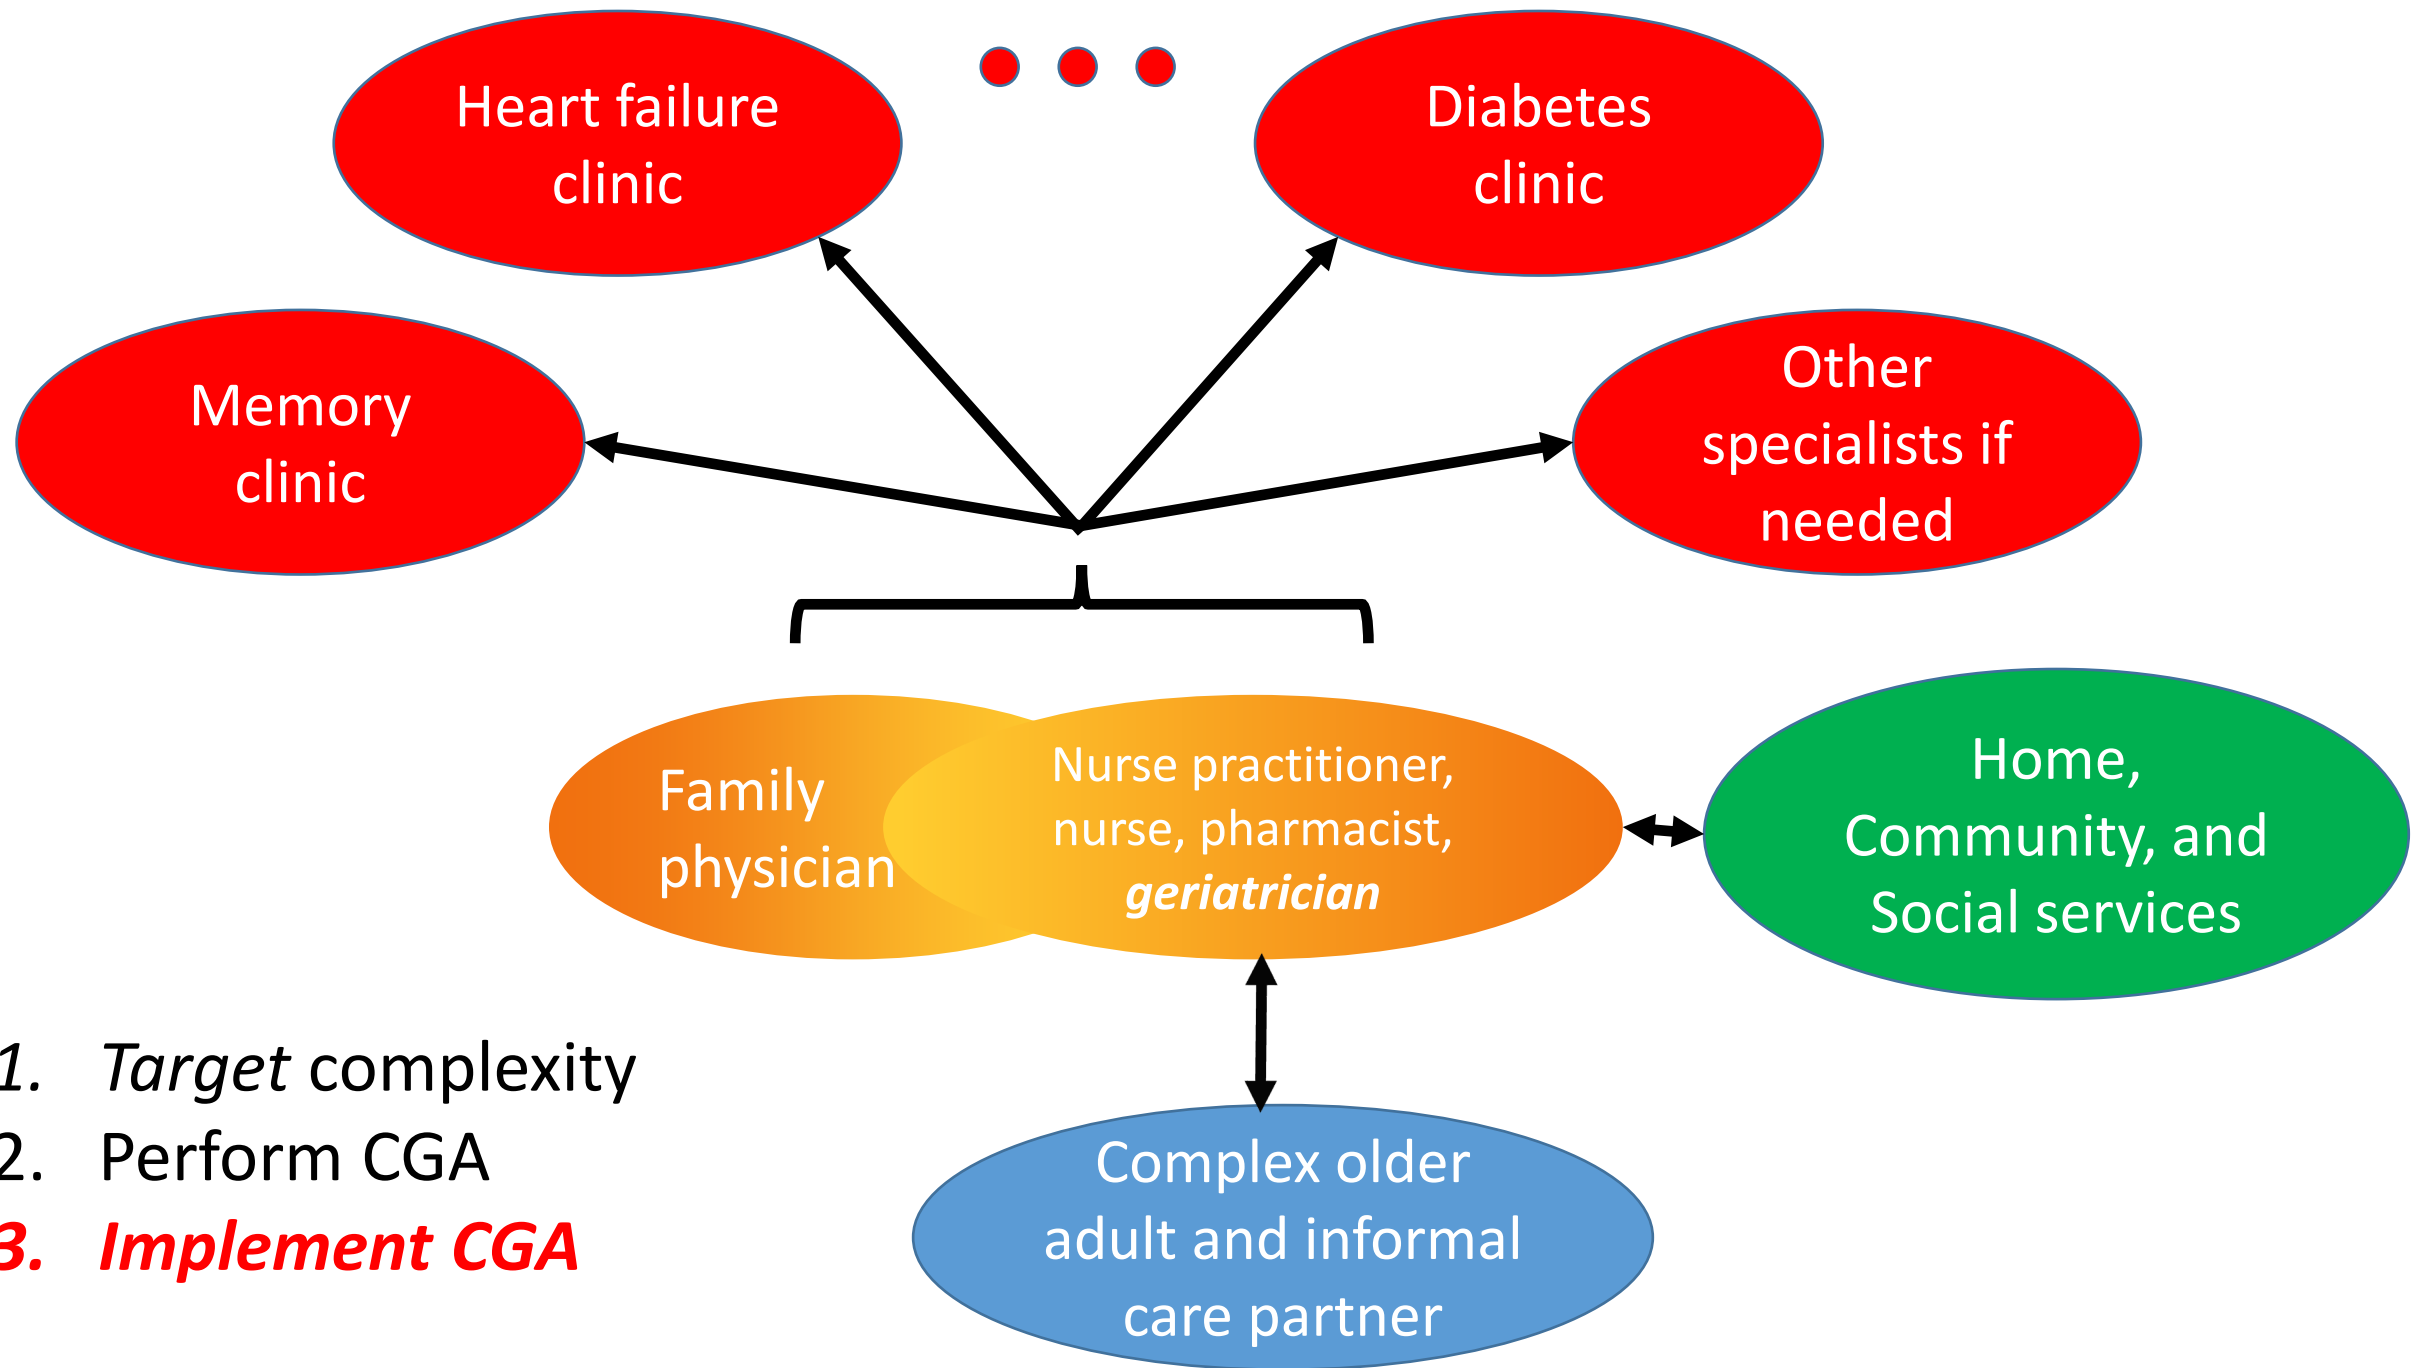 Heart failure
clinic
Diabetes
clinic
Memory
clinic
Other
specialists if
needed
Family
physician
Nurse practitioner,
nurse, pharmacist,
geriatrician
Home,
Community, and
Social services
1. Target complexity
2. Perform CGA
3. Implement CGA
Complex older
adult and informal
care partner